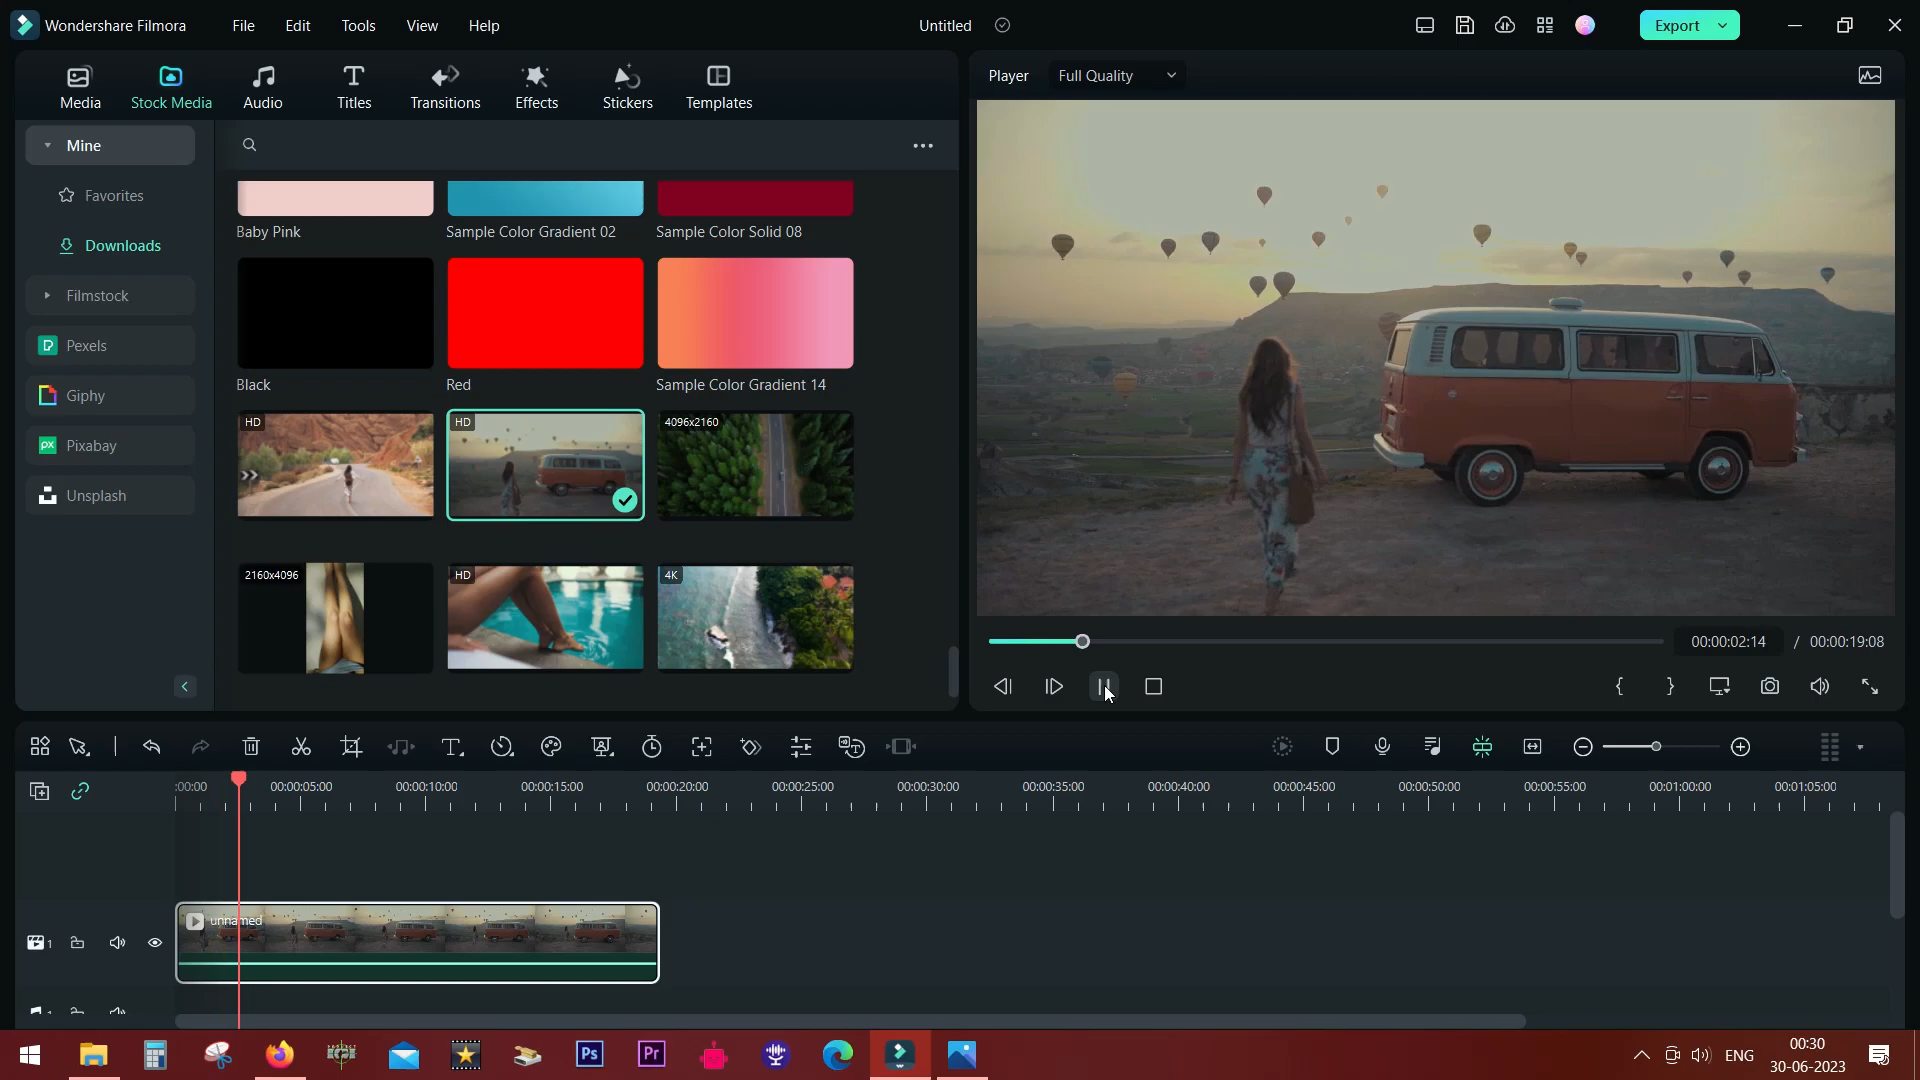 Wondershare Filmora
File
Edit
Tools
View
Help
Untitled
Export
Media
Stock Media
Audio
Titles
Transitions
Effects
Stickers
Templates
Player
Full Quality
Mine
Favorites
Downloads
Filmstock
Pexels
Giphy
Pixabay
Unsplash
Baby Pink
Sample Color Gradient 02
Sample Color Solid 08
Black
Red
Sample Color Gradient 14
HD
HD
4096x2160
2160x4096
HD
4K
00:00:02:14 / 00:00:19:08
:00:00
00:00:05:00
00:00:10:00
00:00:15:00
00:00:20:00
00:00:25:00
00:00:30:00
00:00:35:00
00:00:40:00
00:00:45:00
00:00:50:00
00:00:55:00
00:01:00:00
00:01:05:00
unnamed
1
1
Ps
Pr
ENG
00:30
30-06-2023